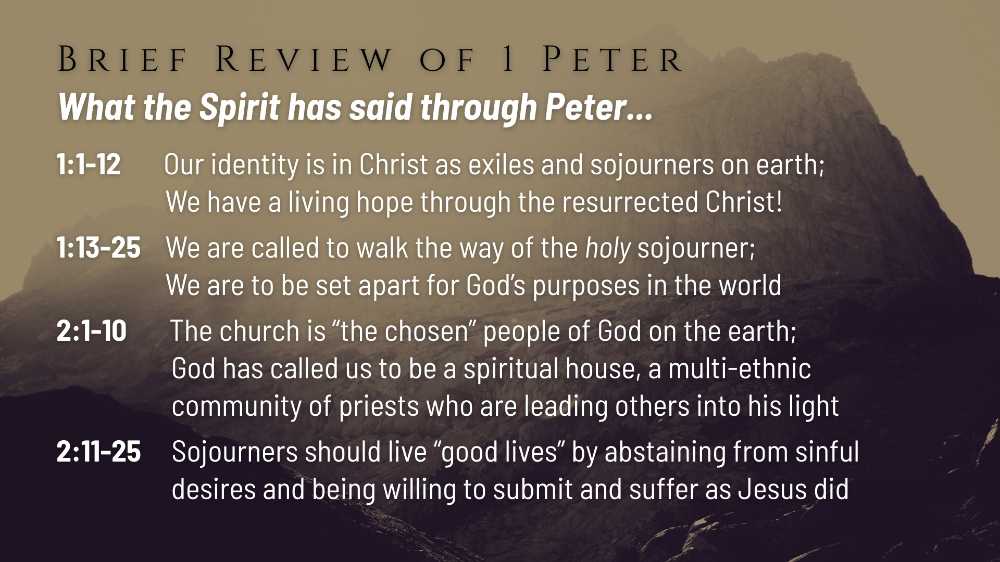 Brief Review of 1 Peter
What the Spirit has said through Peter...
1:1-12 Our identity is in Christ as exiles and sojourners on earth;
We have a living hope through the resurrected Christ!
1:13-25 We are called to walk the way of the holy sojourner;
We are to be set apart for God’s purposes in the world
2:1-10 The church is “the chosen” people of God on the earth;
God has called us to be a spiritual house, a multi-ethnic
community of priests who are leading others into his light
2:11-25 Sojourners should live “good lives” by abstaining from sinful
desires and being willing to submit and suffer as Jesus did